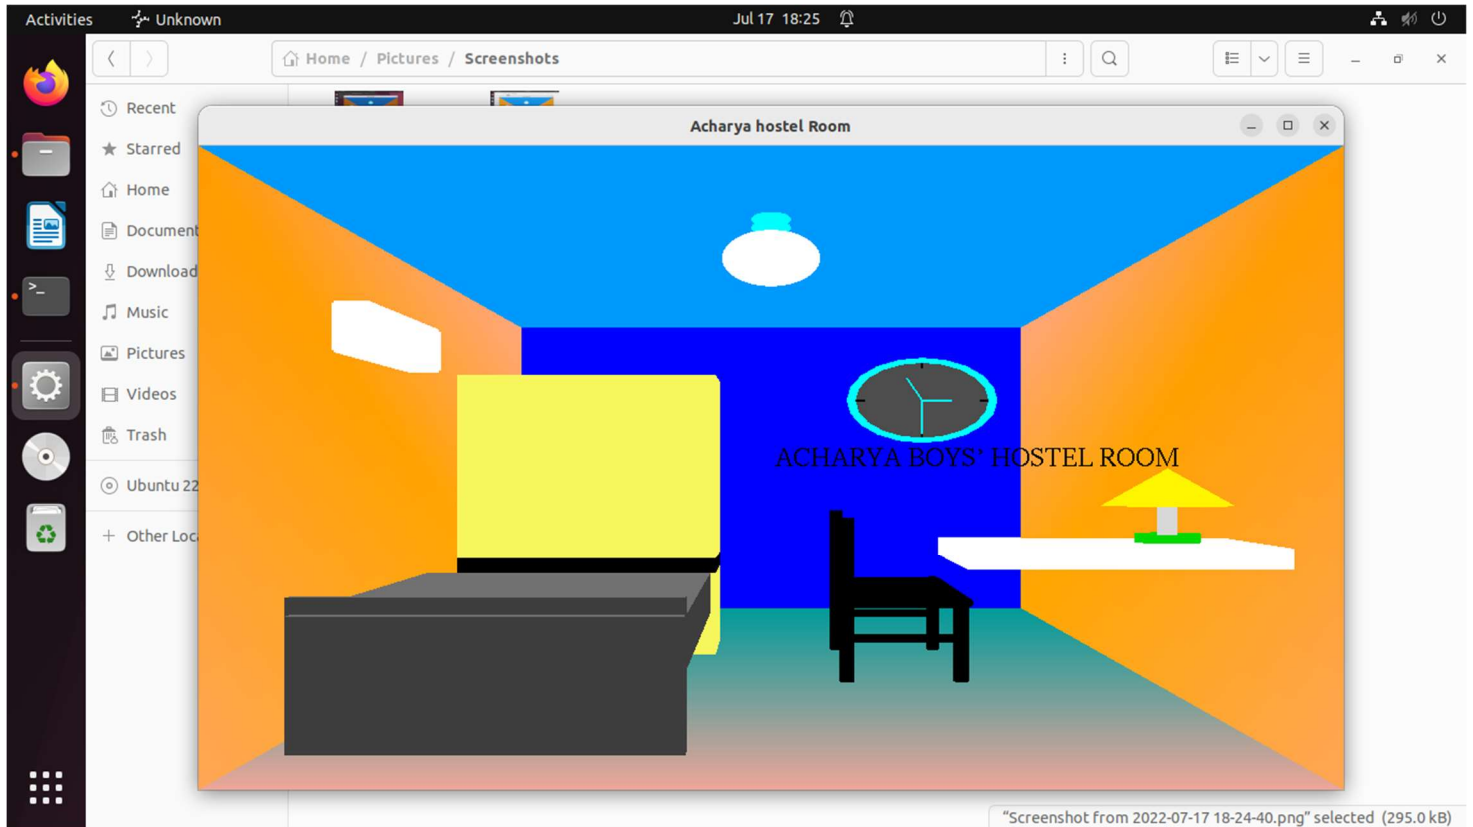 Activities
Unknown
Jul 17 18:25
Home / Pictures / Screenshots
Recent
Starred
Home
Document
Download
Music
Pictures
Videos
Trash
Ubuntu 22
Other Loca
Acharya hostel Room
ACHARYA BOYS' HOSTEL ROOM
"Screenshot from 2022-07-17 18-24-40.png" selected (295.0 kB)